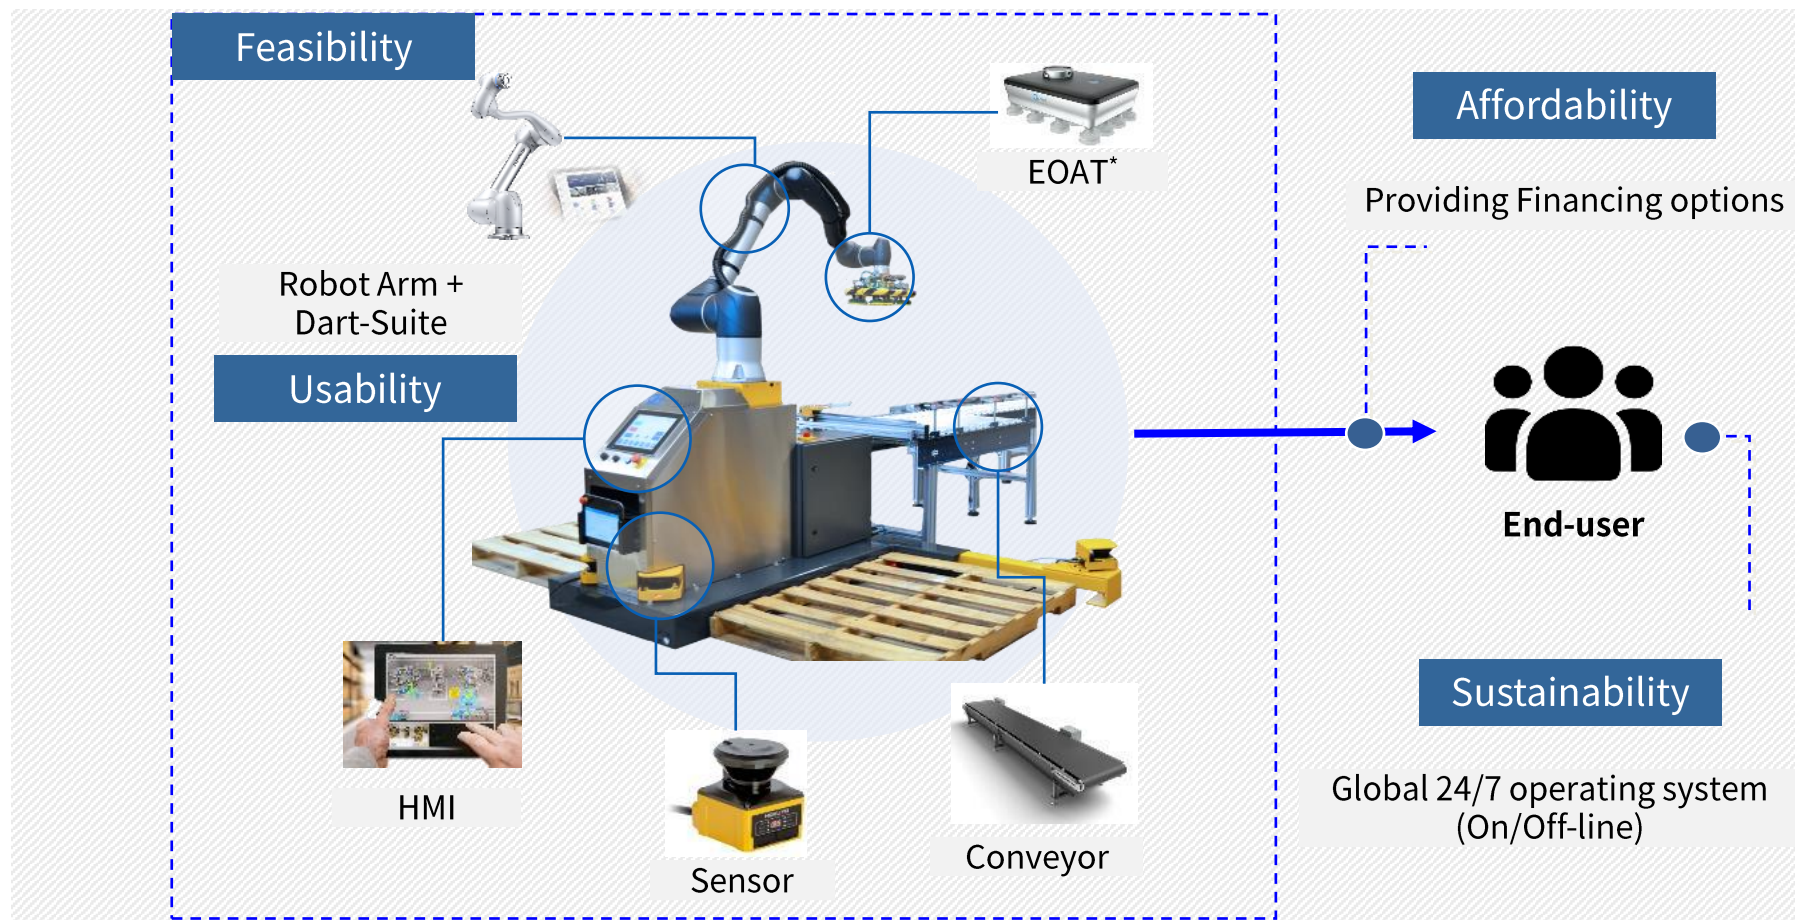 Feasibility
EOAT*
Robot Arm +
Dart-Suite
Usability
HMI
Sensor
Conveyor
Affordability
Providing Financing options
End-user
Sustainability
Global 24/7 operating system
(On/Off-line)